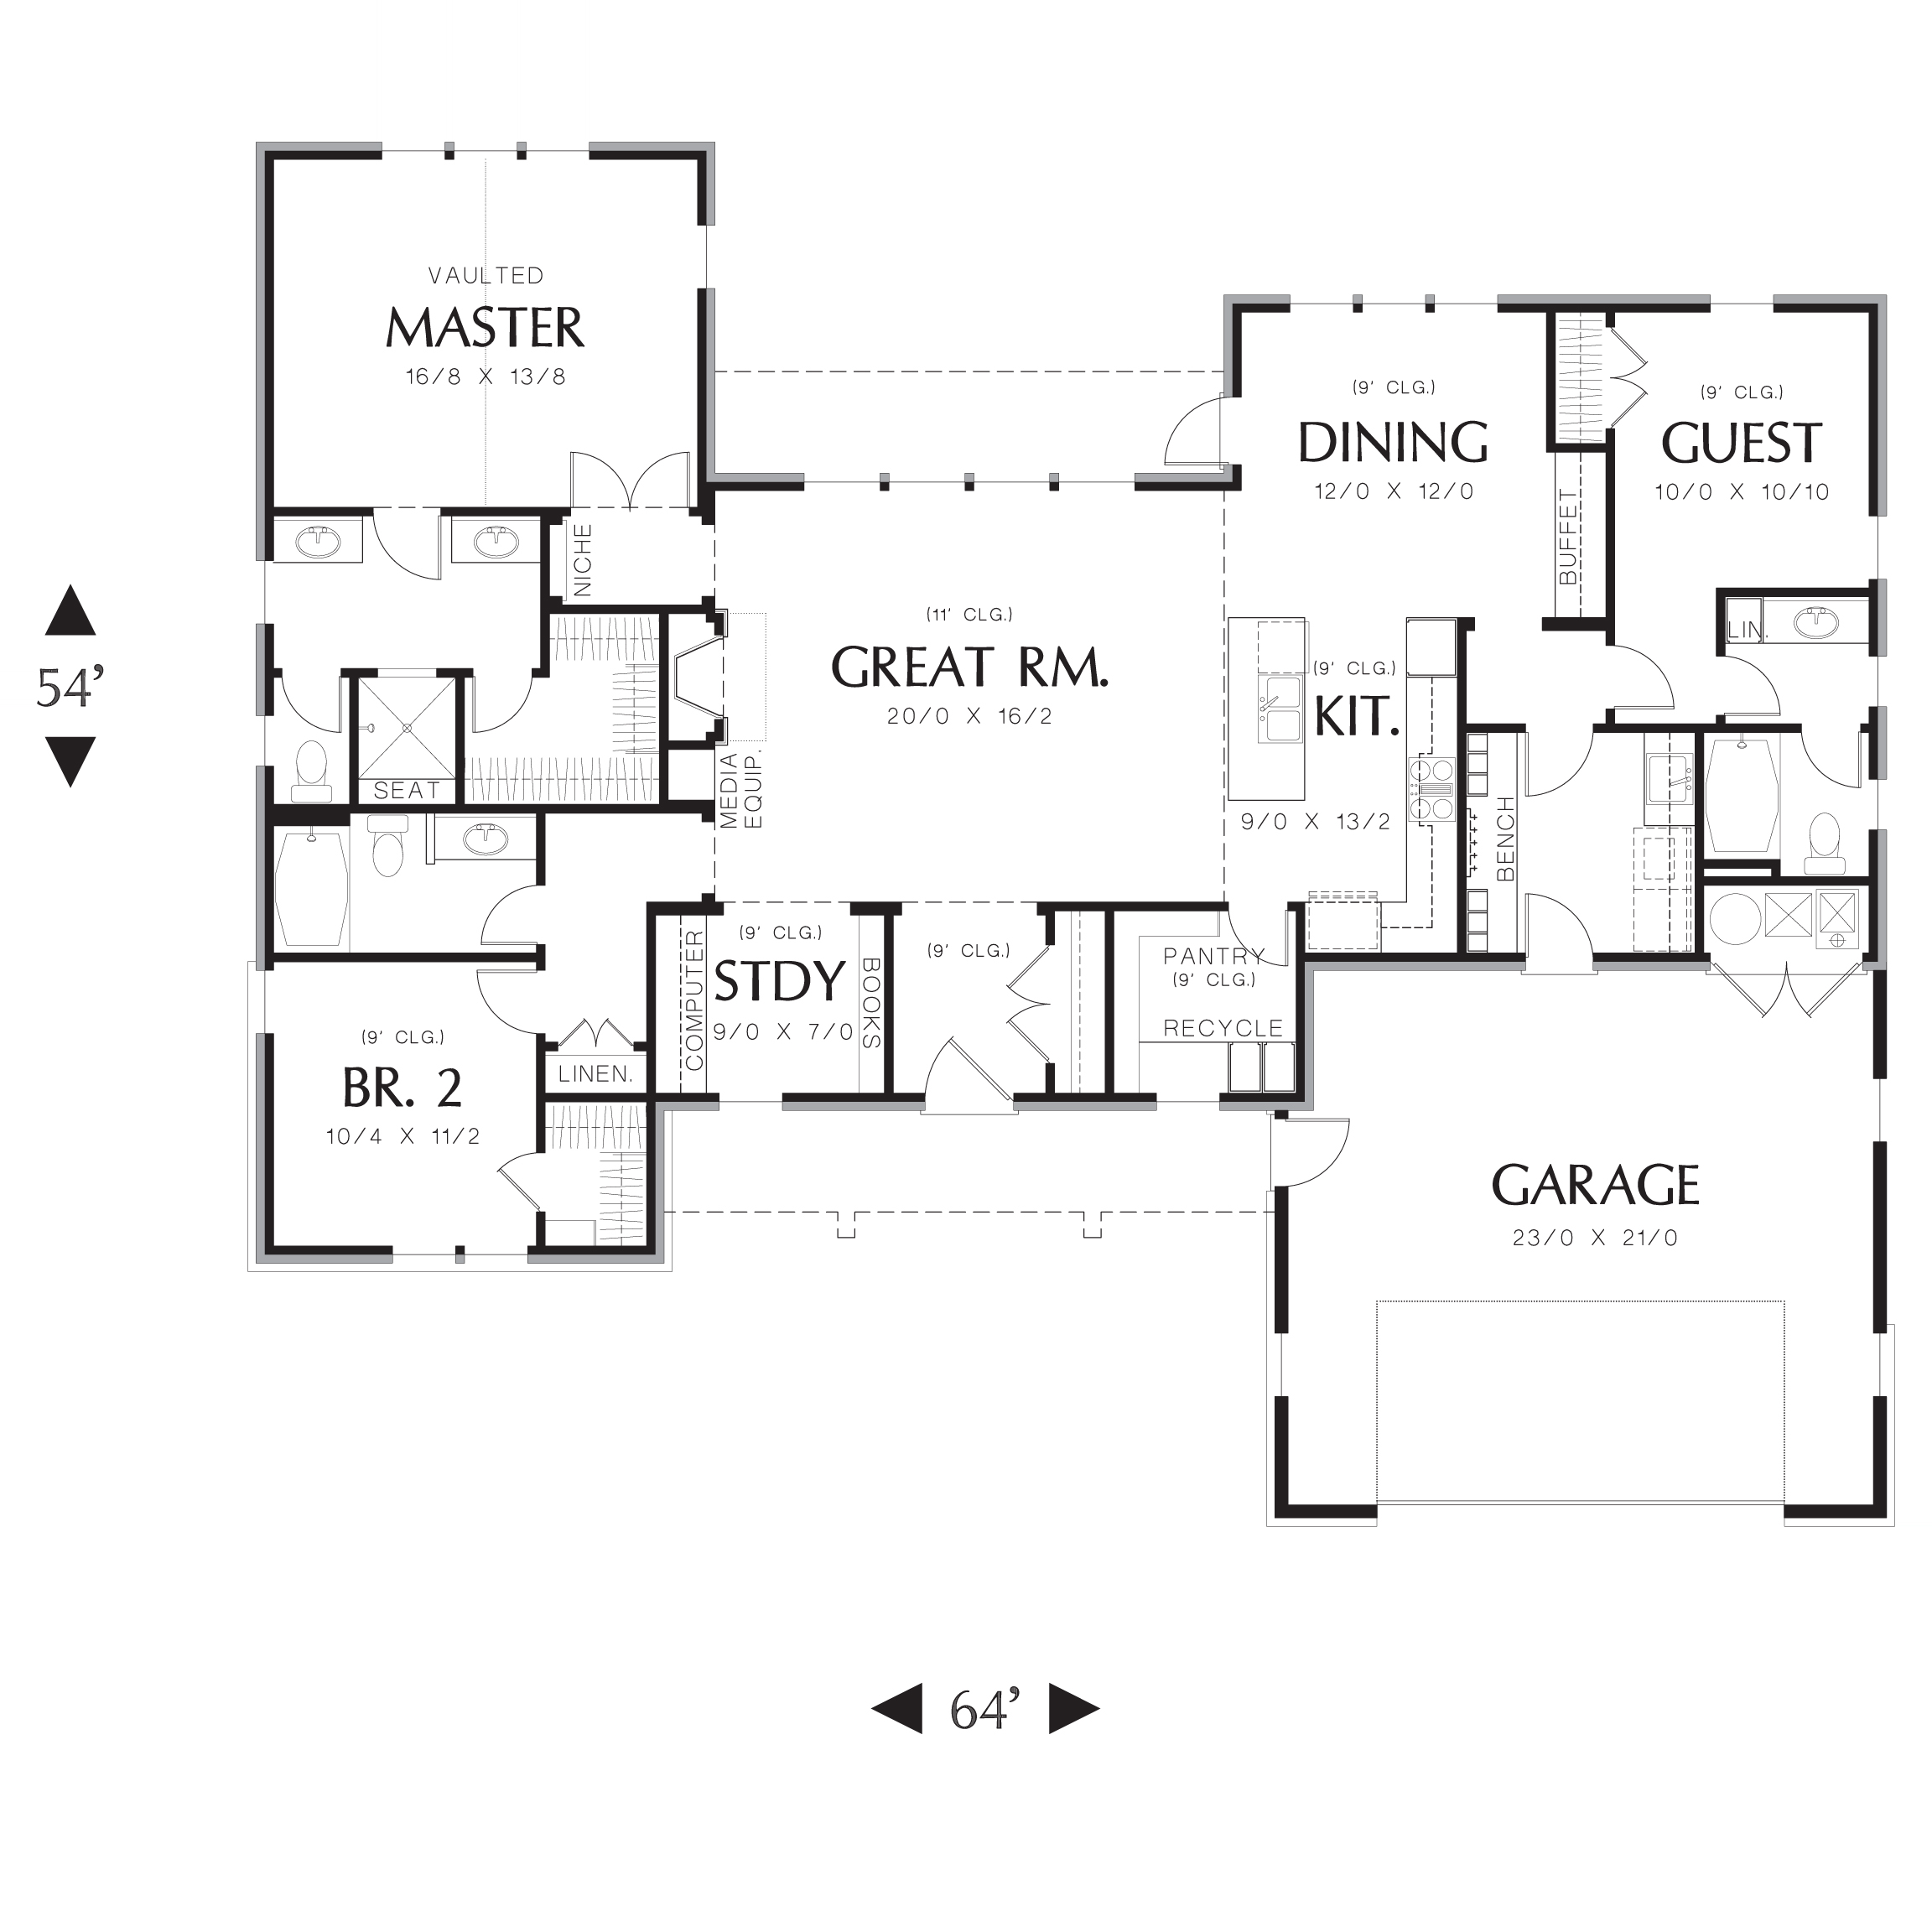 VAULTED
MASTER
16/8 X 13/8
(9' CLG.)
DINING
12/0 X 12/0
(9' CLG.)
GUEST
10/0 X 10/10
NICHE
BUFFET
(11' CLG.)
GREAT RM.
20/0 X 16/2
LIN.
54'
(9' CLG.)
KIT.
9/0 X 13/2
SEAT
MEDIA
EQUIP.
BENCH
COMPUTER
(9' CLG.)
STDY
9/0 X 7/0
BOOKS
(9' CLG.)
PANTRY
(9' CLG.)
RECYCLE
(9' CLG.)
BR. 2
10/4 X 11/2
LINEN.
GARAGE
23/0 X 21/0
64'